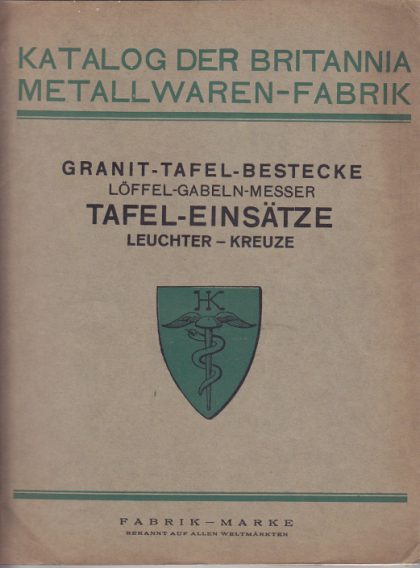 KATALOG DER BRITANNIA
METALLWAREN-FABRIK
GRANIT-TAFEL-BESTECKE
LÖFFEL-GABELN-MESSER
TAFEL-EINSÄTZE
LEUCHTER – KREUZE
HK
FABRIK – MARKE
BEKANNT AUF ALLEN WELTMÄRKTEN